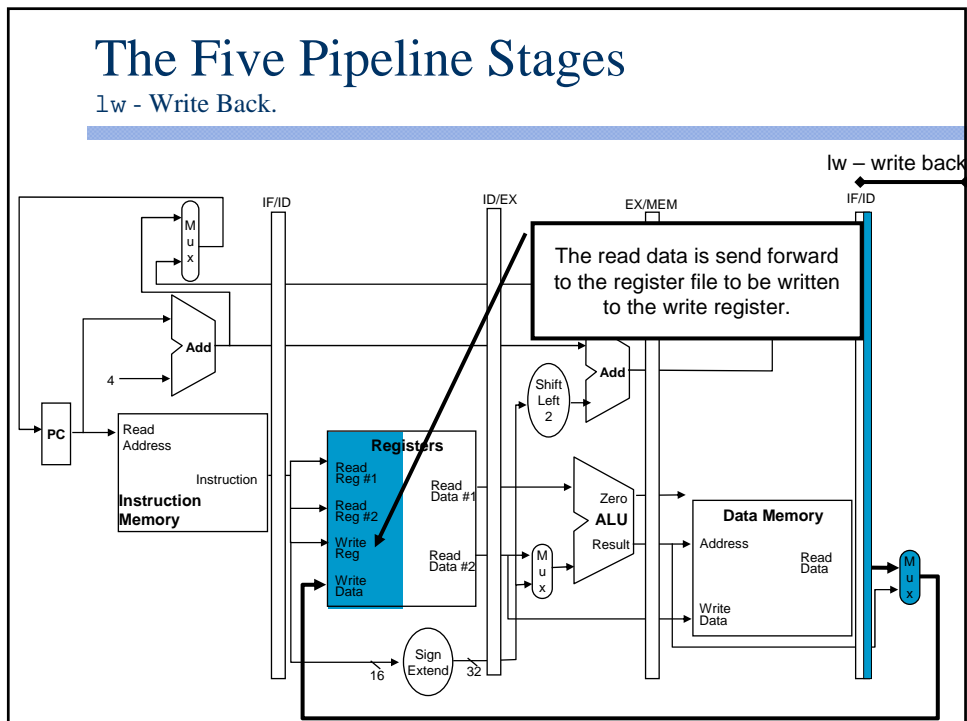 The Five Pipeline Stages
lw - Write Back.
lw – write back
IF/ID
ID/EX
EX/MEM
IF/ID
M
u
x
The read data is send forward
to the register file to be written
to the write register.
Add
4
Add
Shift
Left
2
PC
Read
Address
Instruction
Instruction
Memory
Registers
Read
Reg #1
Read
Reg #2
Write
Reg
Write
Data
Read
Data #1
Read
Data #2
Zero
ALU
Result
M
u
x
Data Memory
Address
Read
Data
Write
Data
M
u
x
Sign
Extend
16
32